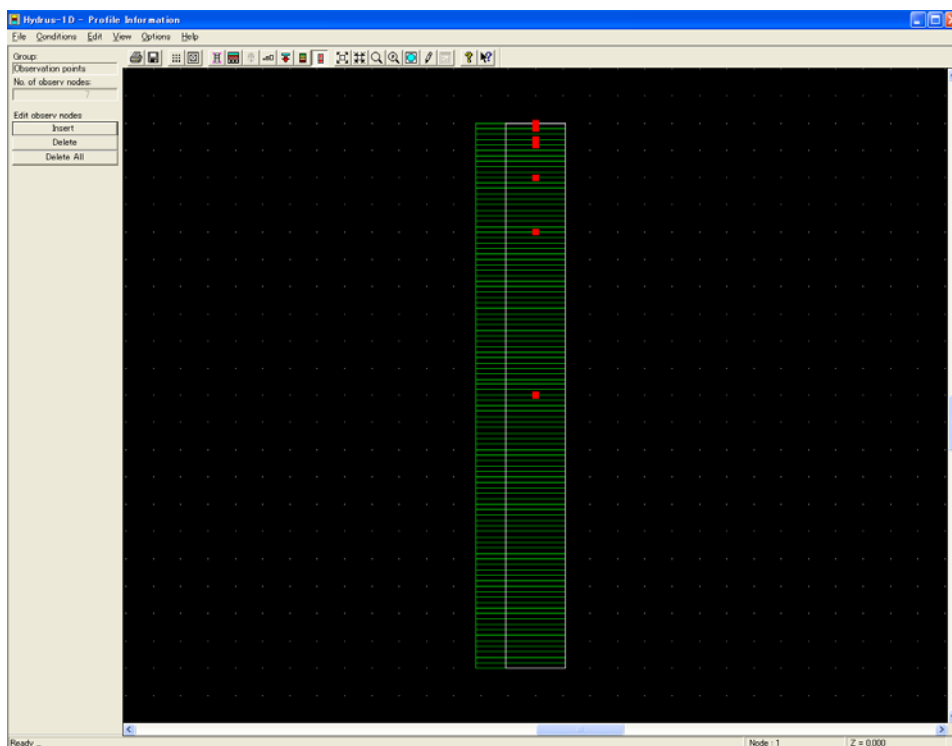 Hydrus-1D - Profile Information
File Conditions Edit View Options Help
Group:
Observation points
No. of observ nodes:
7
Edit observ nodes
Insert
Delete
Delete All
Ready ...
Node : 1
Z = 0.000